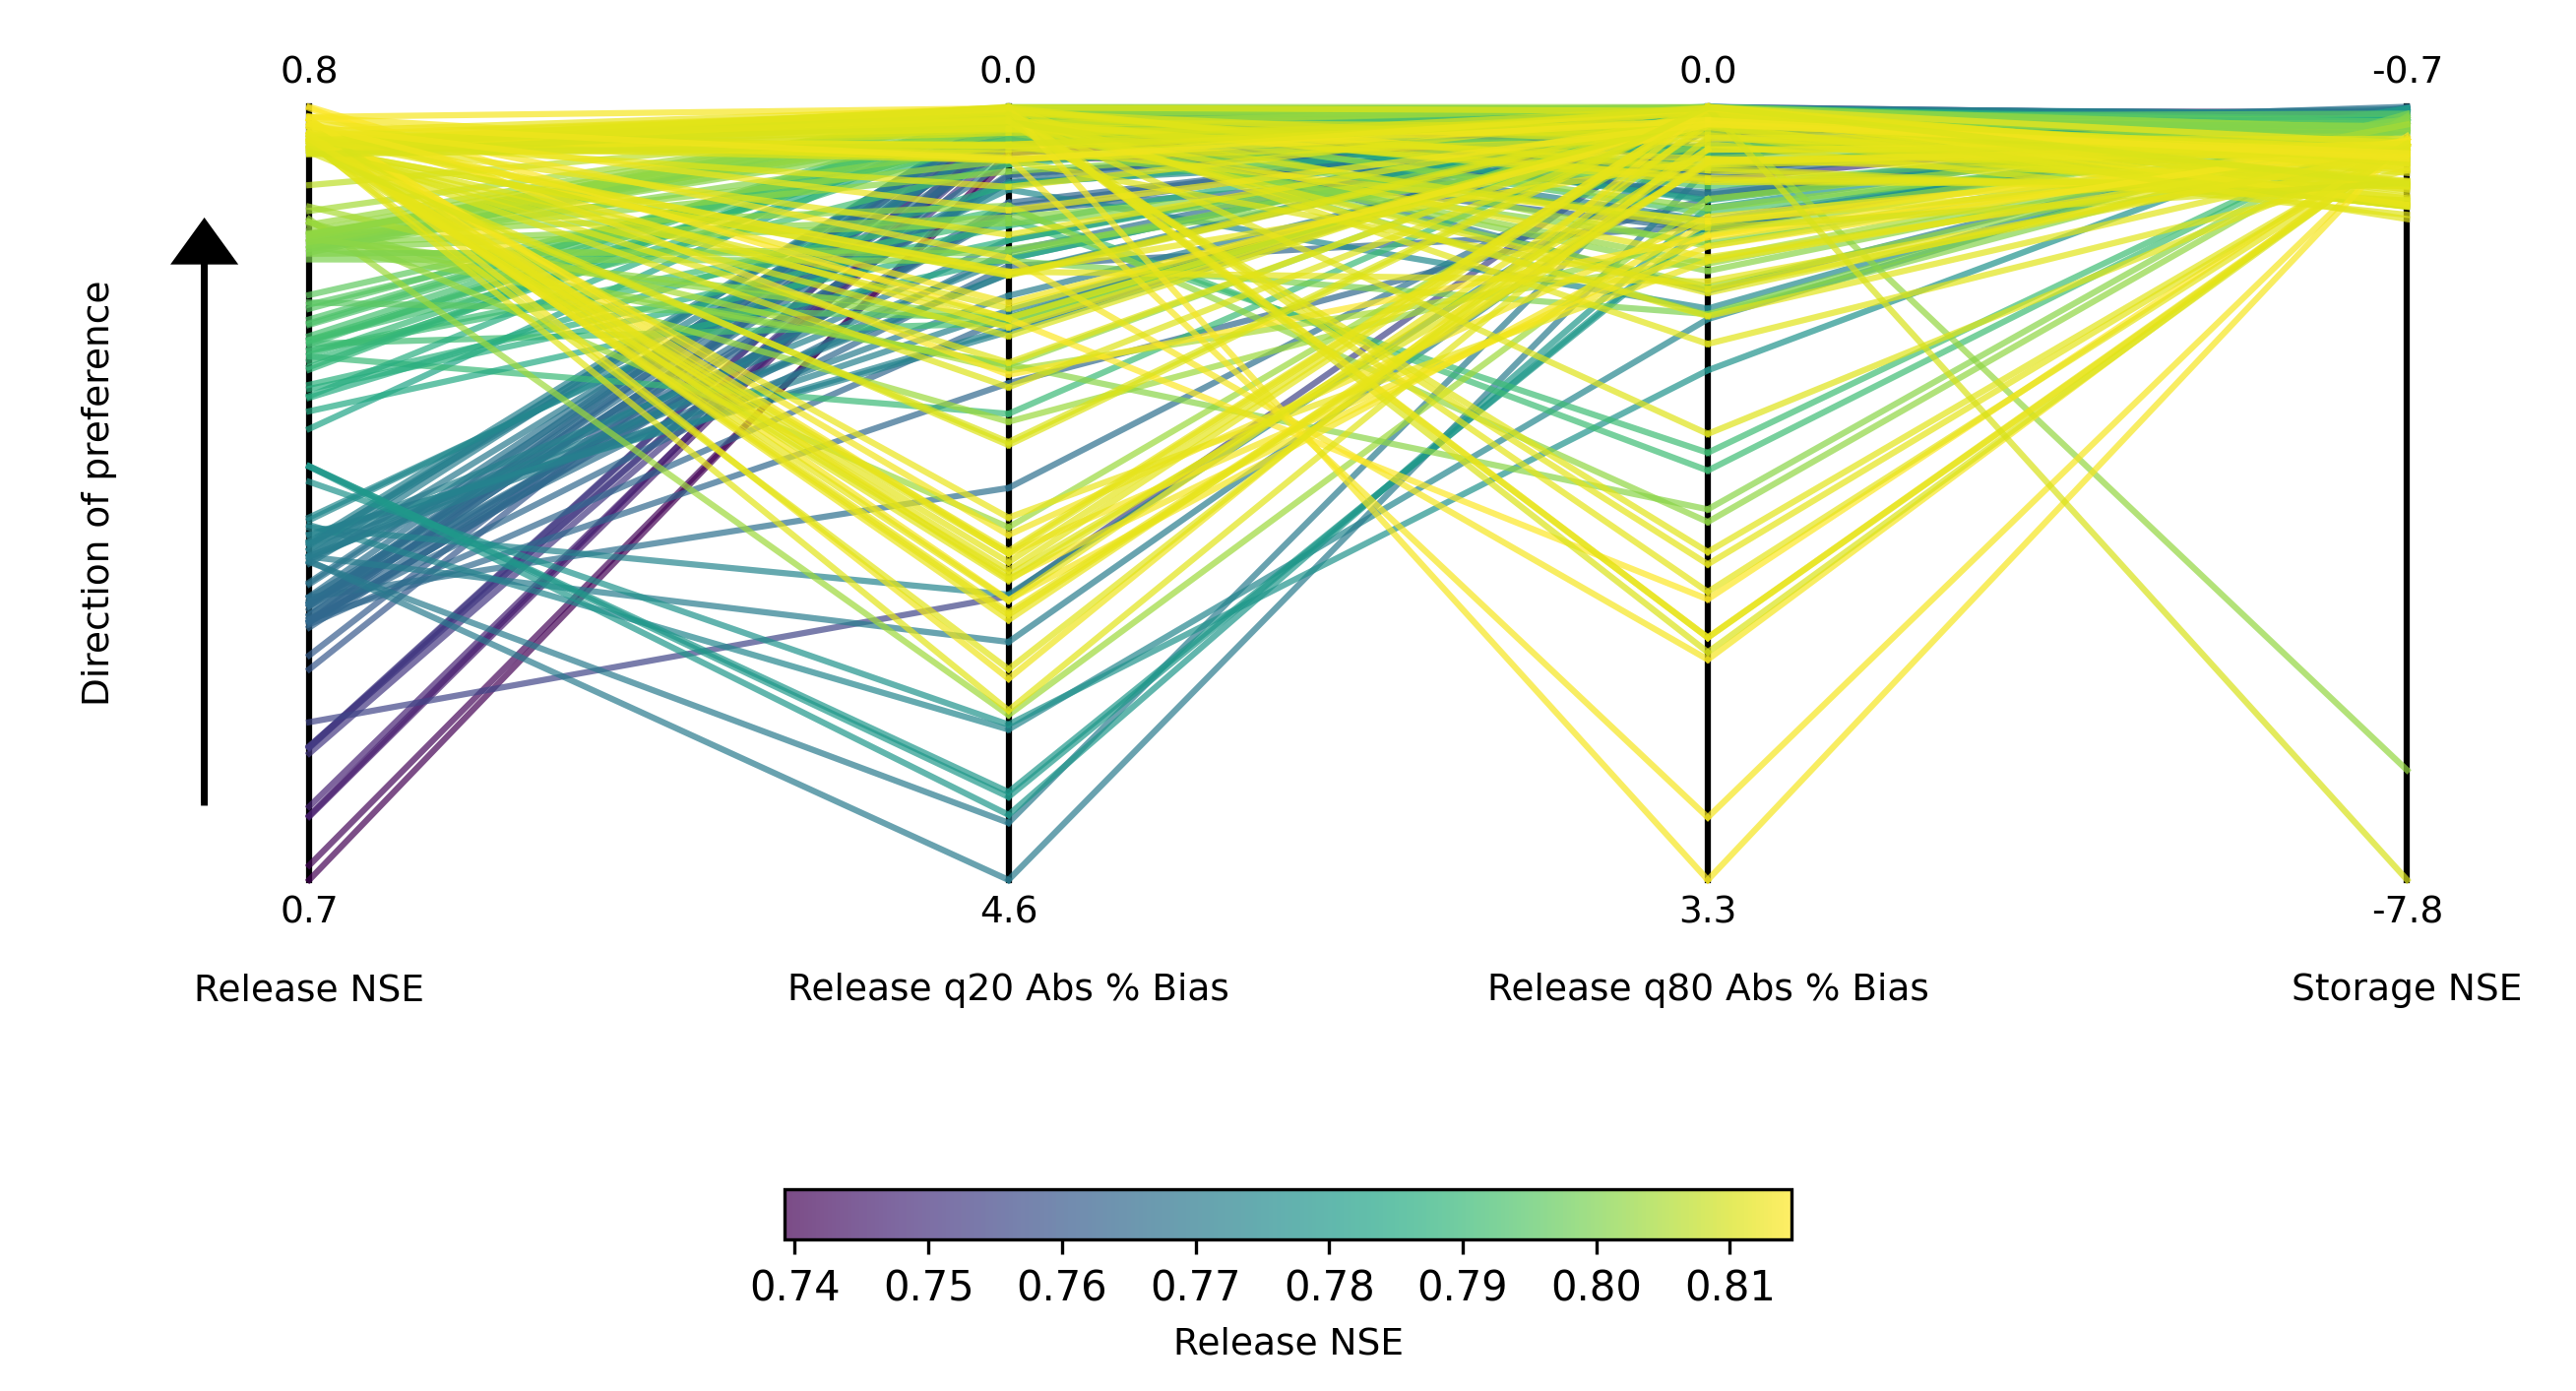 0.8 0.0 0.0 -0.7
Direction of preference
0.7 4.6 3.3 -7.8
Release NSE Release q20 Abs % Bias Release q80 Abs % Bias Storage NSE
0.74 0.75 0.76 0.77 0.78 0.79 0.80 0.81
Release NSE